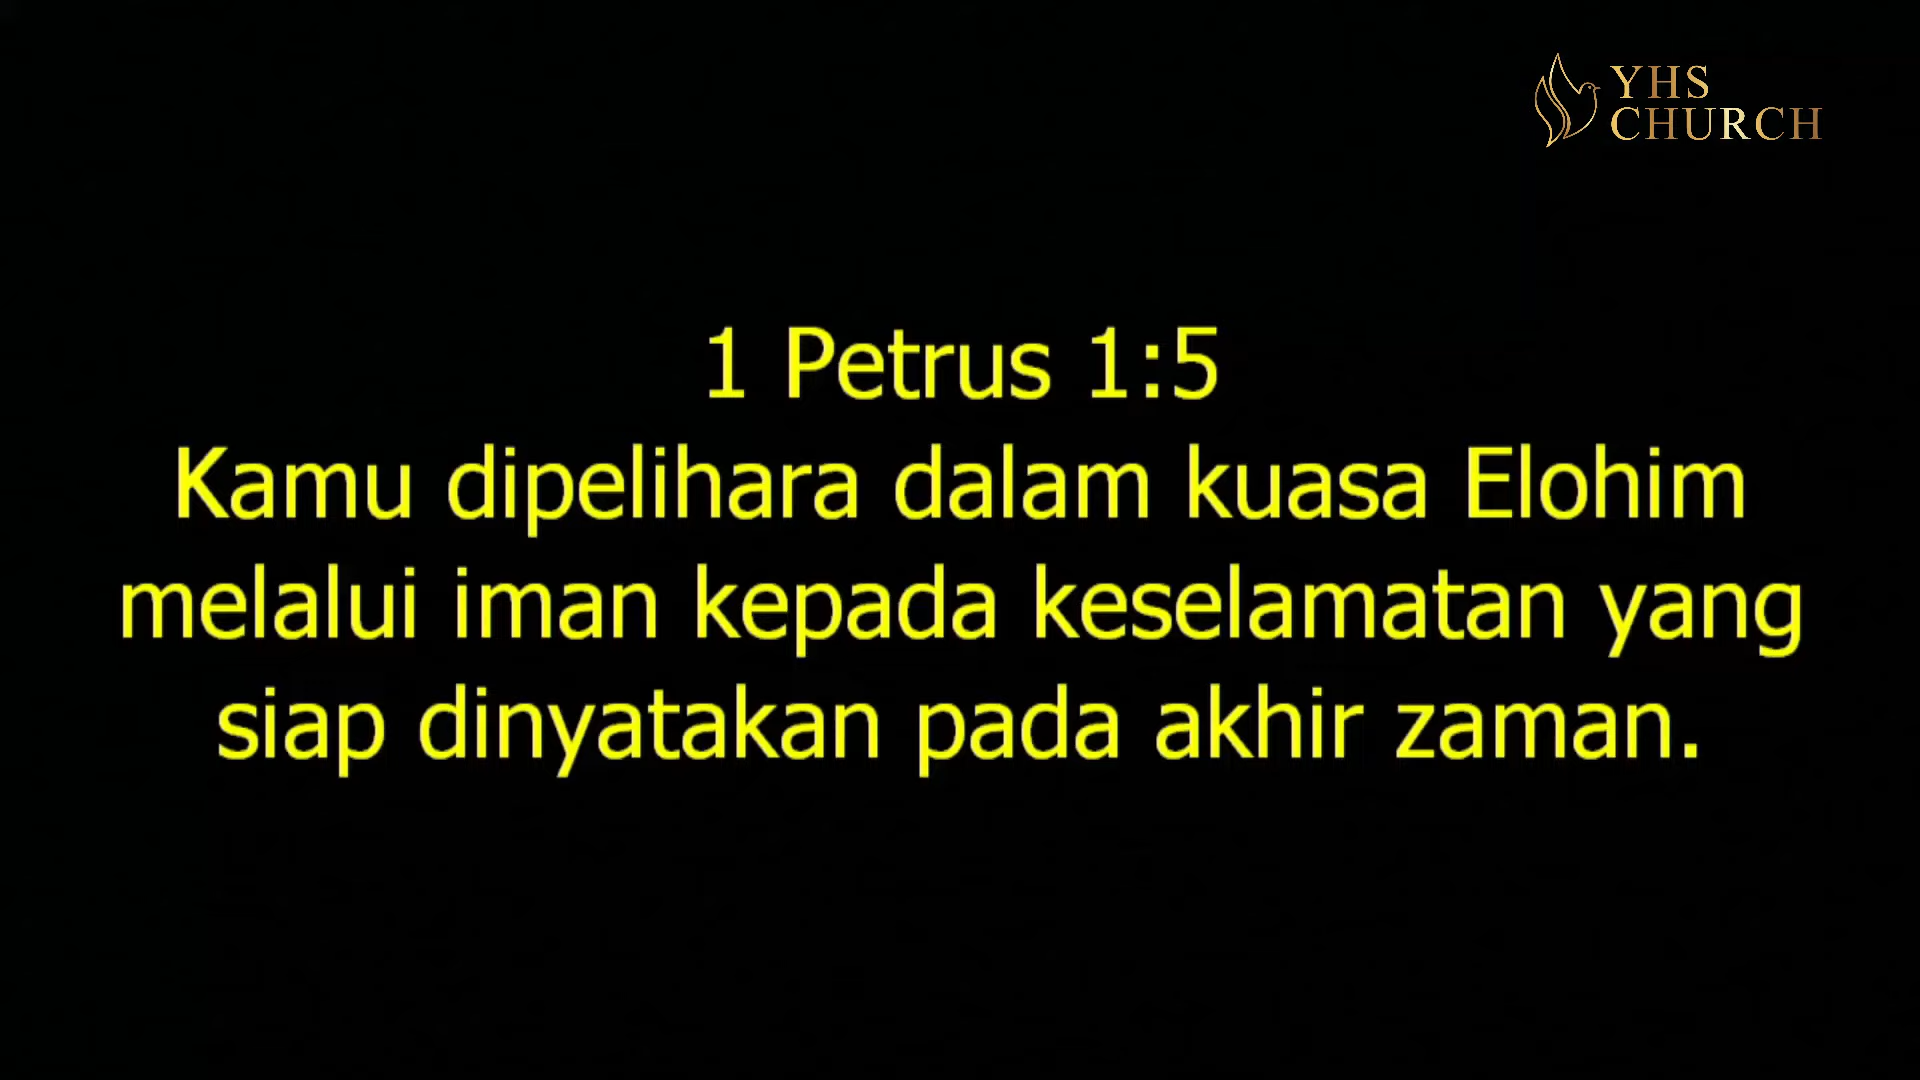 YHS
CHURCH
1 Petrus 1:5
Kamu dipelihara dalam kuasa Elohim
melalui iman kepada keselamatan yang
siap dinyatakan pada akhir zaman.